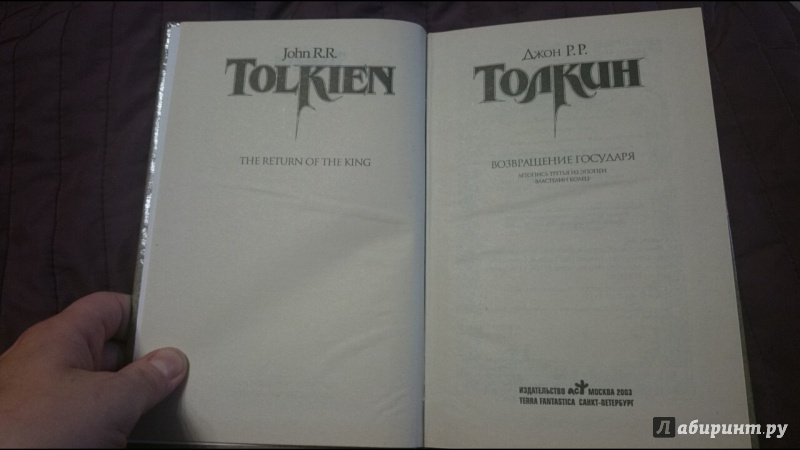 John R.R.
TOLKIEN
THE RETURN OF THE KING
Джон Р.Р.
ТОЛКИН
ВОЗВРАЩЕНИЕ ГОСУДАРЯ
ЛЕТОПИСЬ ТРЕТЬЯ ИЗ ЭПОПЕИ
«ВЛАСТЕЛИН КОЛЕЦ»
ИЗДАТЕЛЬСТВО АСТ МОСКВА 2003
TERRA FANTASTICA САНКТ-ПЕТЕРБУРГ
Лабиринт.ру